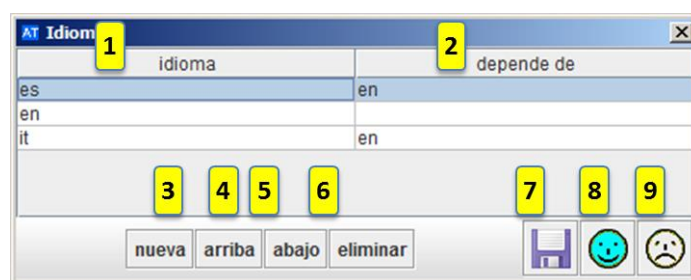 AT Idiom
1
2
idioma depende de
es en
en
it en
3 4 5 6 7 8 9
nueva arriba abajo eliminar